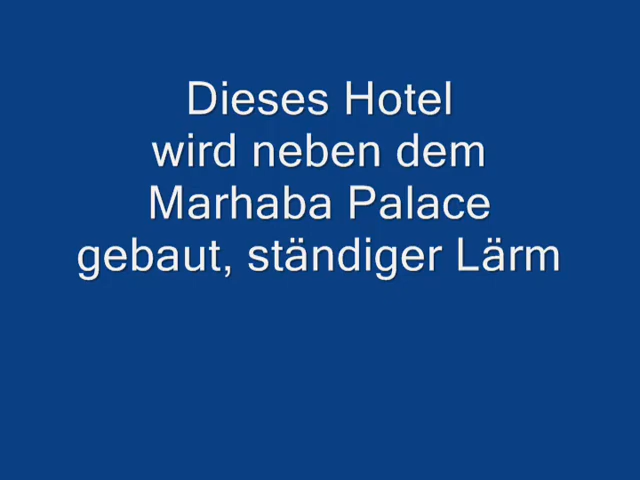 Dieses Hotel
wird neben dem
Marhaba Palace
gebaut, ständiger Lärm